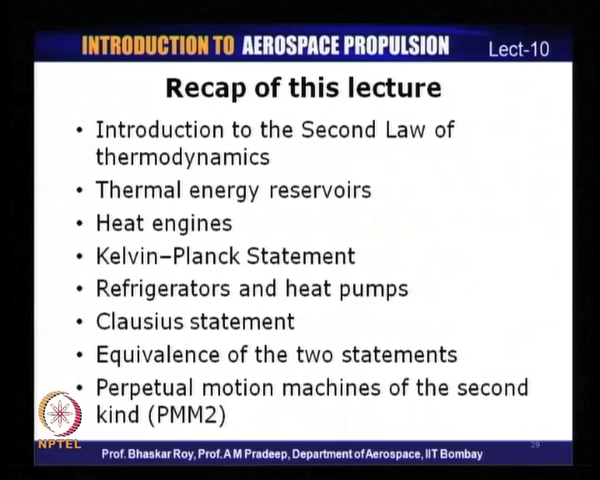 INTRODUCTION TO AEROSPACE PROPULSION
Lect-10
Recap of this lecture
• Introduction to the Second Law of
thermodynamics
• Thermal energy reservoirs
• Heat engines
• Kelvin–Planck Statement
• Refrigerators and heat pumps
• Clausius statement
• Equivalence of the two statements
• Perpetual motion machines of the second
kind (PMM2)
NPTEL
29
Prof. Bhaskar Roy, Prof. A M Pradeep, Department of Aerospace, IIT Bombay